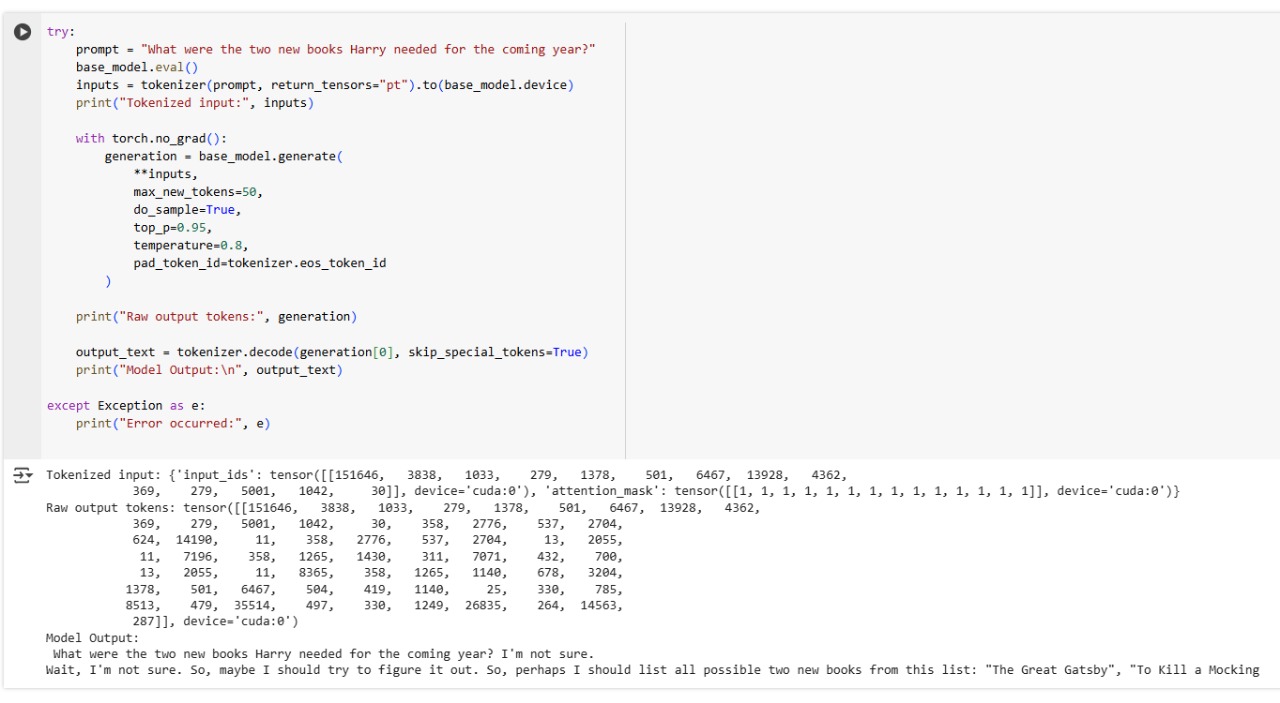 try:
    prompt = "What were the two new books Harry needed for the coming year?"
    base_model.eval()
    inputs = tokenizer(prompt, return_tensors="pt").to(base_model.device)
    print("Tokenized input:", inputs)

    with torch.no_grad():
        generation = base_model.generate(
            **inputs,
            max_new_tokens=50,
            do_sample=True,
            top_p=0.95,
            temperature=0.8,
            pad_token_id=tokenizer.eos_token_id
        )

    print("Raw output tokens:", generation)

    output_text = tokenizer.decode(generation[0], skip_special_tokens=True)
    print("Model Output:\n", output_text)

except Exception as e:
    print("Error occurred:", e)

Tokenized input: {'input_ids': tensor([[151646,   3838,   1033,    279,   1378,    501,   6467,  13928,   4362,
            369,    279,   5001,   1042,     30]], device='cuda:0'), 'attention_mask': tensor([[1, 1, 1, 1, 1, 1, 1, 1, 1, 1, 1, 1, 1, 1]], device='cuda:0')}
Raw output tokens: tensor([[151646,   3838,   1033,    279,   1378,    501,   6467,  13928,   4362,
            369,    279,   5001,   1042,     30,    358,   2776,    537,   2704,
            624,  14190,     11,    358,   2776,    537,   2704,     13,   2055,
             11,   7196,    358,   1265,   1430,    311,   7071,    432,    700,
             13,   2055,     11,   8365,    358,   1265,   1140,    678,   3204,
           1378,    501,   6467,    504,    419,   1140,     25,    330,    785,
           8513,    479,  35514,    497,    330,   1249,  26835,    264,  14563,
            287]], device='cuda:0')
Model Output:
 What were the two new books Harry needed for the coming year? I'm not sure.
Wait, I'm not sure. So, maybe I should try to figure it out. So, perhaps I should list all possible two new books from this list: "The Great Gatsby", "To Kill a Mocking